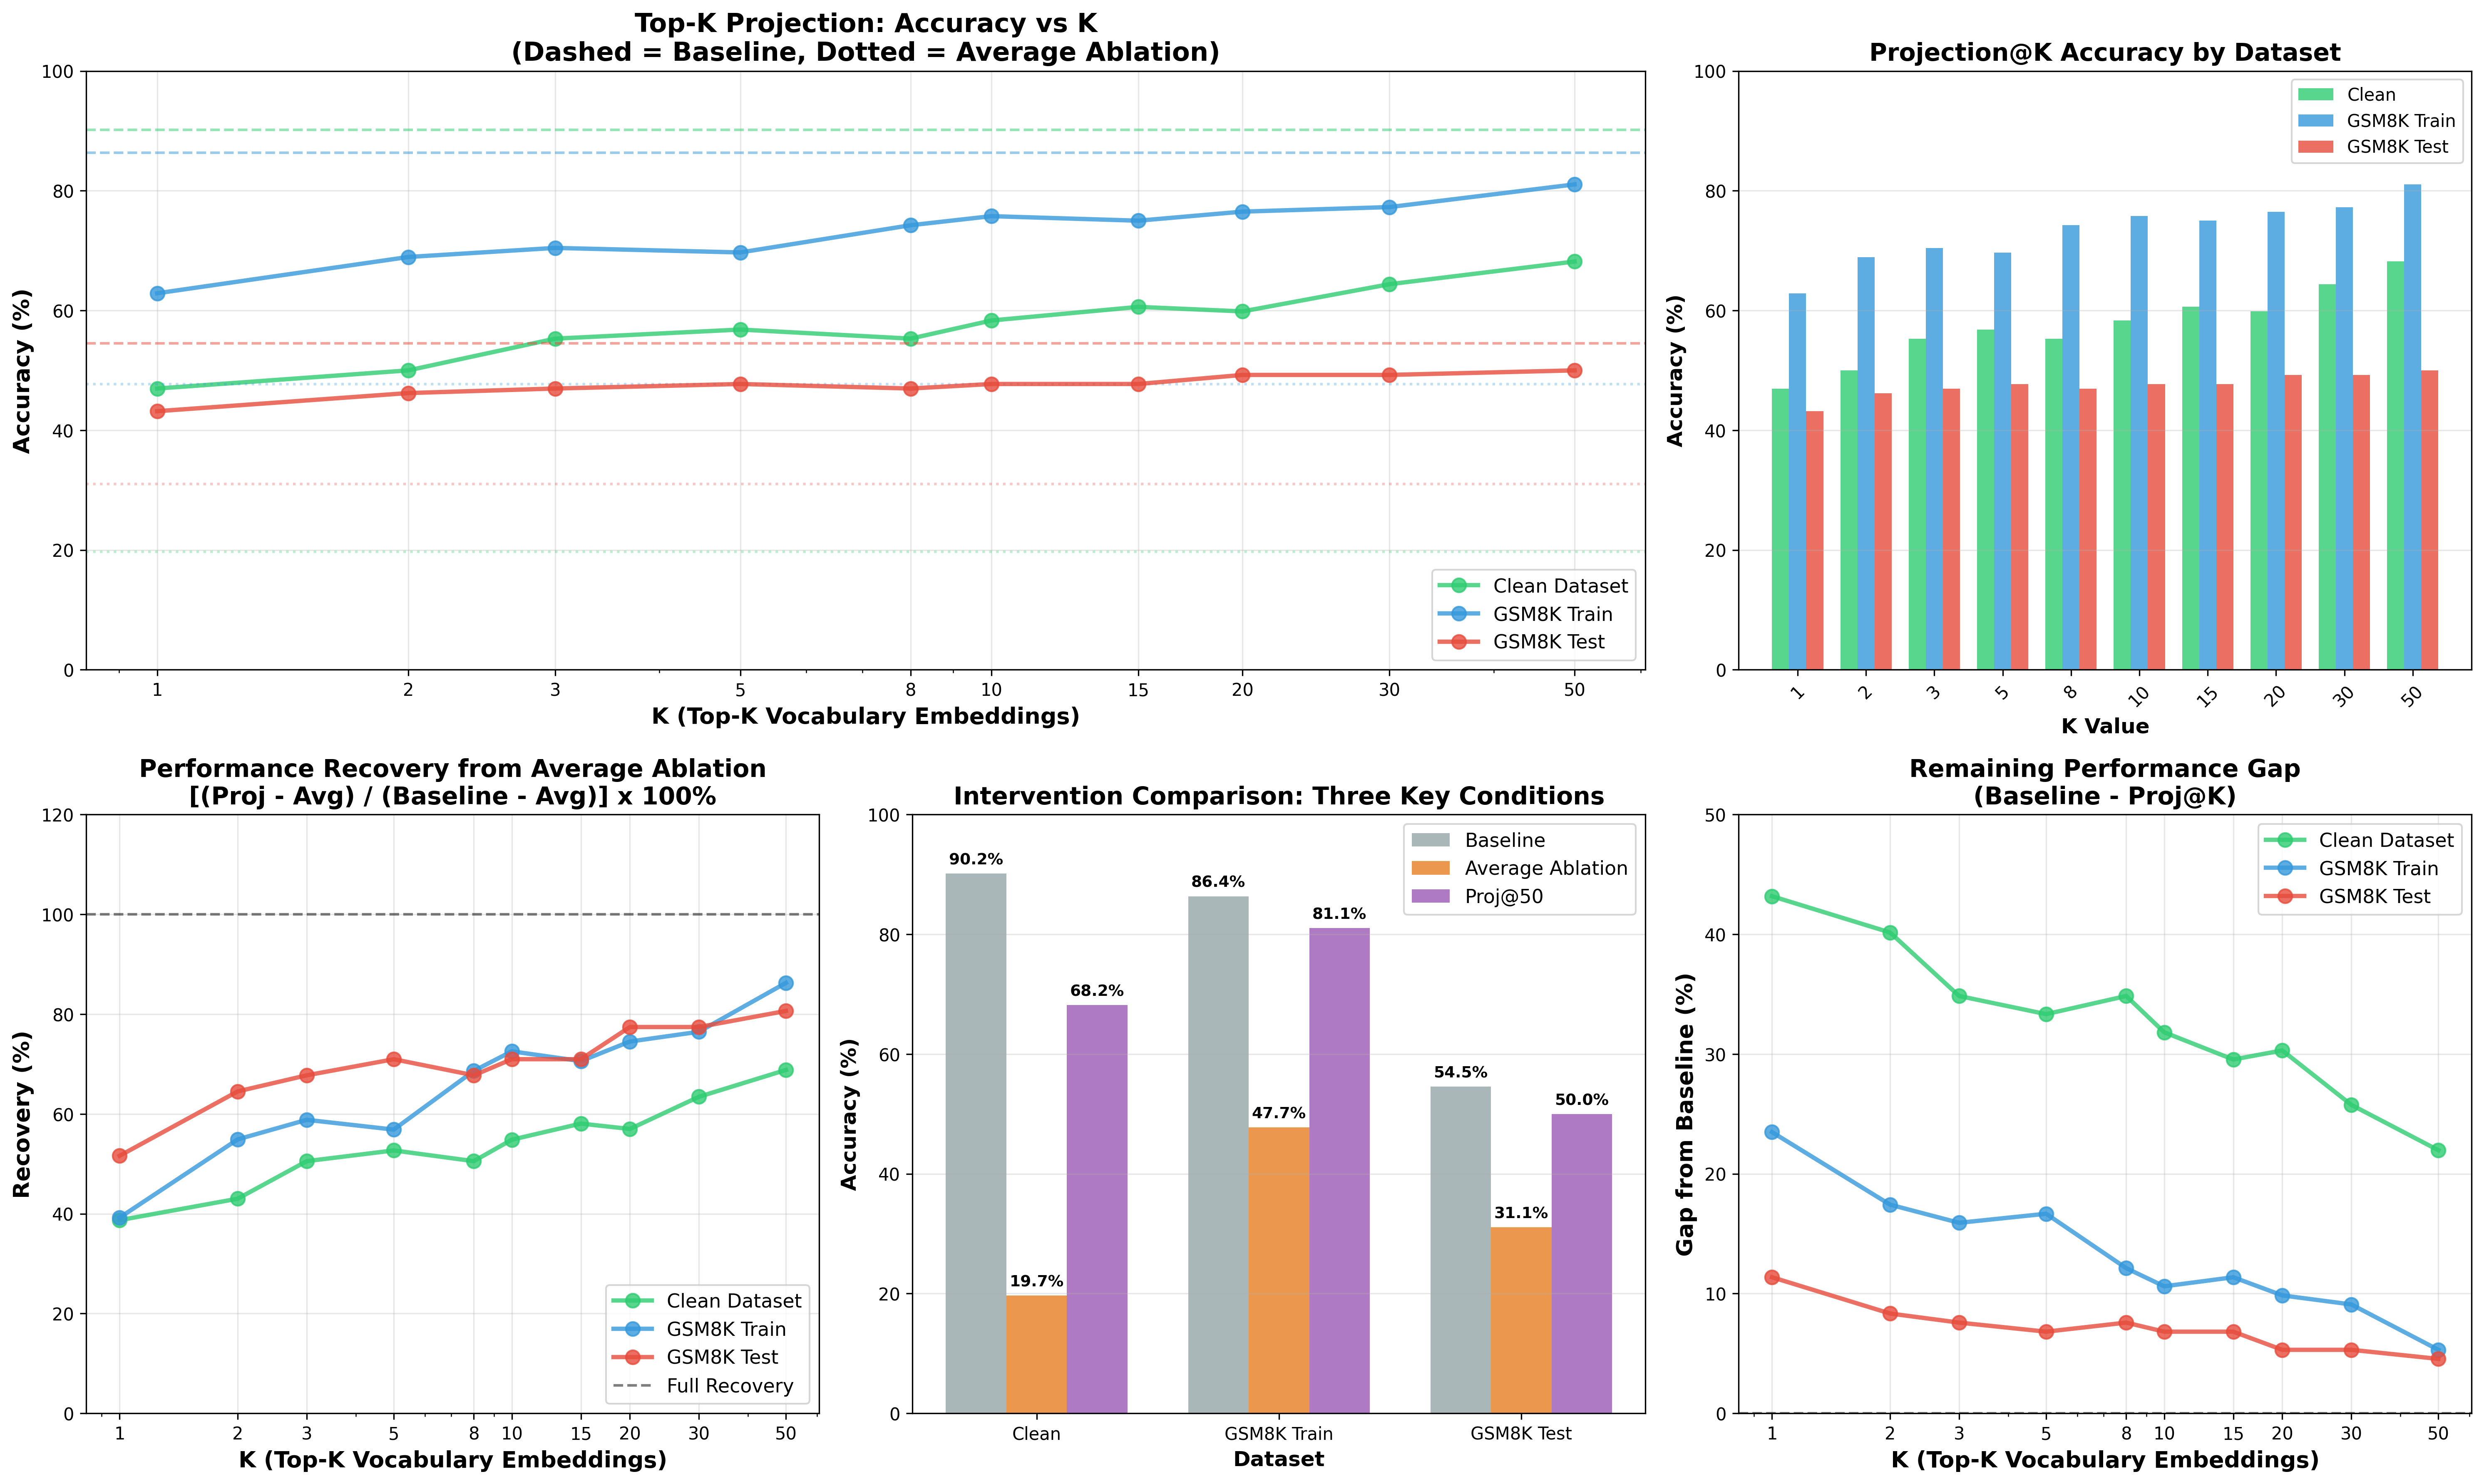 Top-K Projection: Accuracy vs K
(Dashed = Baseline, Dotted = Average Ablation)
Accuracy (%)
100
80
60
40
20
0
1 2 3 5 8 10 15 20 30 50
K (Top-K Vocabulary Embeddings)
Clean Dataset
GSM8K Train
GSM8K Test
Projection@K Accuracy by Dataset
Accuracy (%)
100
80
60
40
20
0
1 2 3 5 8 10 15 20 30 50
K Value
Clean
GSM8K Train
GSM8K Test
Performance Recovery from Average Ablation
[(Proj - Avg) / (Baseline - Avg)] x 100%
Recovery (%)
120
100
80
60
40
20
0
1 2 3 5 8 10 15 20 30 50
K (Top-K Vocabulary Embeddings)
Clean Dataset
GSM8K Train
GSM8K Test
Full Recovery
Intervention Comparison: Three Key Conditions
Accuracy (%)
100
80
60
40
20
0
90.2%
19.7%
68.2%
86.4%
47.7%
81.1%
54.5%
31.1%
50.0%
Clean GSM8K Train GSM8K Test
Dataset
Baseline
Average Ablation
Proj@50
Remaining Performance Gap
(Baseline - Proj@K)
Gap from Baseline (%)
50
40
30
20
10
0
1 2 3 5 8 10 15 20 30 50
K (Top-K Vocabulary Embeddings)
Clean Dataset
GSM8K Train
GSM8K Test